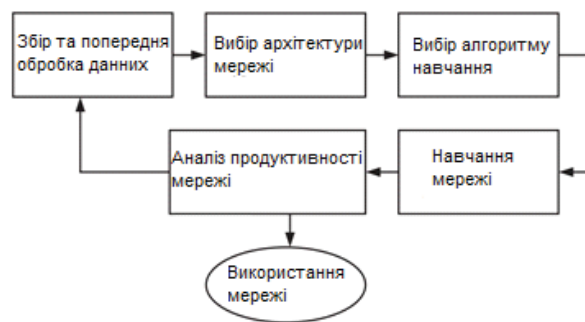 Збір та попередня
обробка данних
Вибір архітектури
мережі
Вибір алгоритму
навчання
Аналіз продуктивності
мережі
Навчання
мережі
Використання
мережі